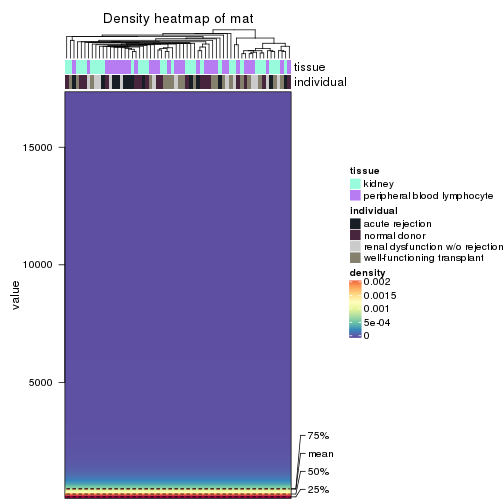 Density heatmap of mat
tissue
individual
value
15000
10000
5000
75%
mean
50%
25%
tissue
kidney
peripheral blood lymphocyte
individual
acute rejection
normal donor
renal dysfunction w/o rejection
well-functioning transplant
density
0.002
0.0015
0.001
5e-04
0